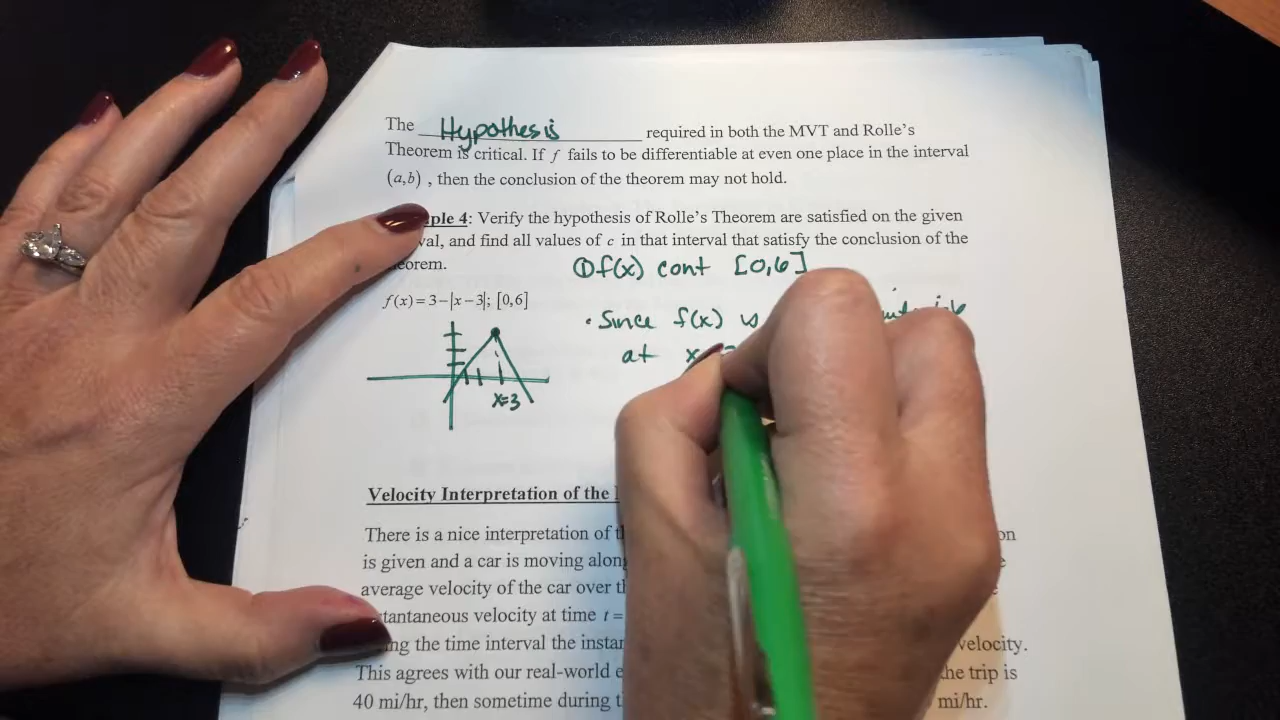 The Hypothesis required in both the MVT and Rolle's
Theorem is critical. If f fails to be differentiable at even one place in the interval
(a,b) , then the conclusion of the theorem may not hold.
ple 4: Verify the hypothesis of Rolle's Theorem are satisfied on the given
val, and find all values of c in that interval that satisfy the conclusion of the
eorem.
① f(x) cont [0,6]
f(x) = 3−|x−3|; [0,6]
• Since f(x) is
at x
x=3
Velocity Interpretation of the
There is a nice interpretation of
is given and a car is moving along
average velocity of the car over
stantaneous velocity at time t =
the time interval the
velocity.
This agrees with our real-world
the trip is
40 mi/hr, then sometime during
mi/hr.